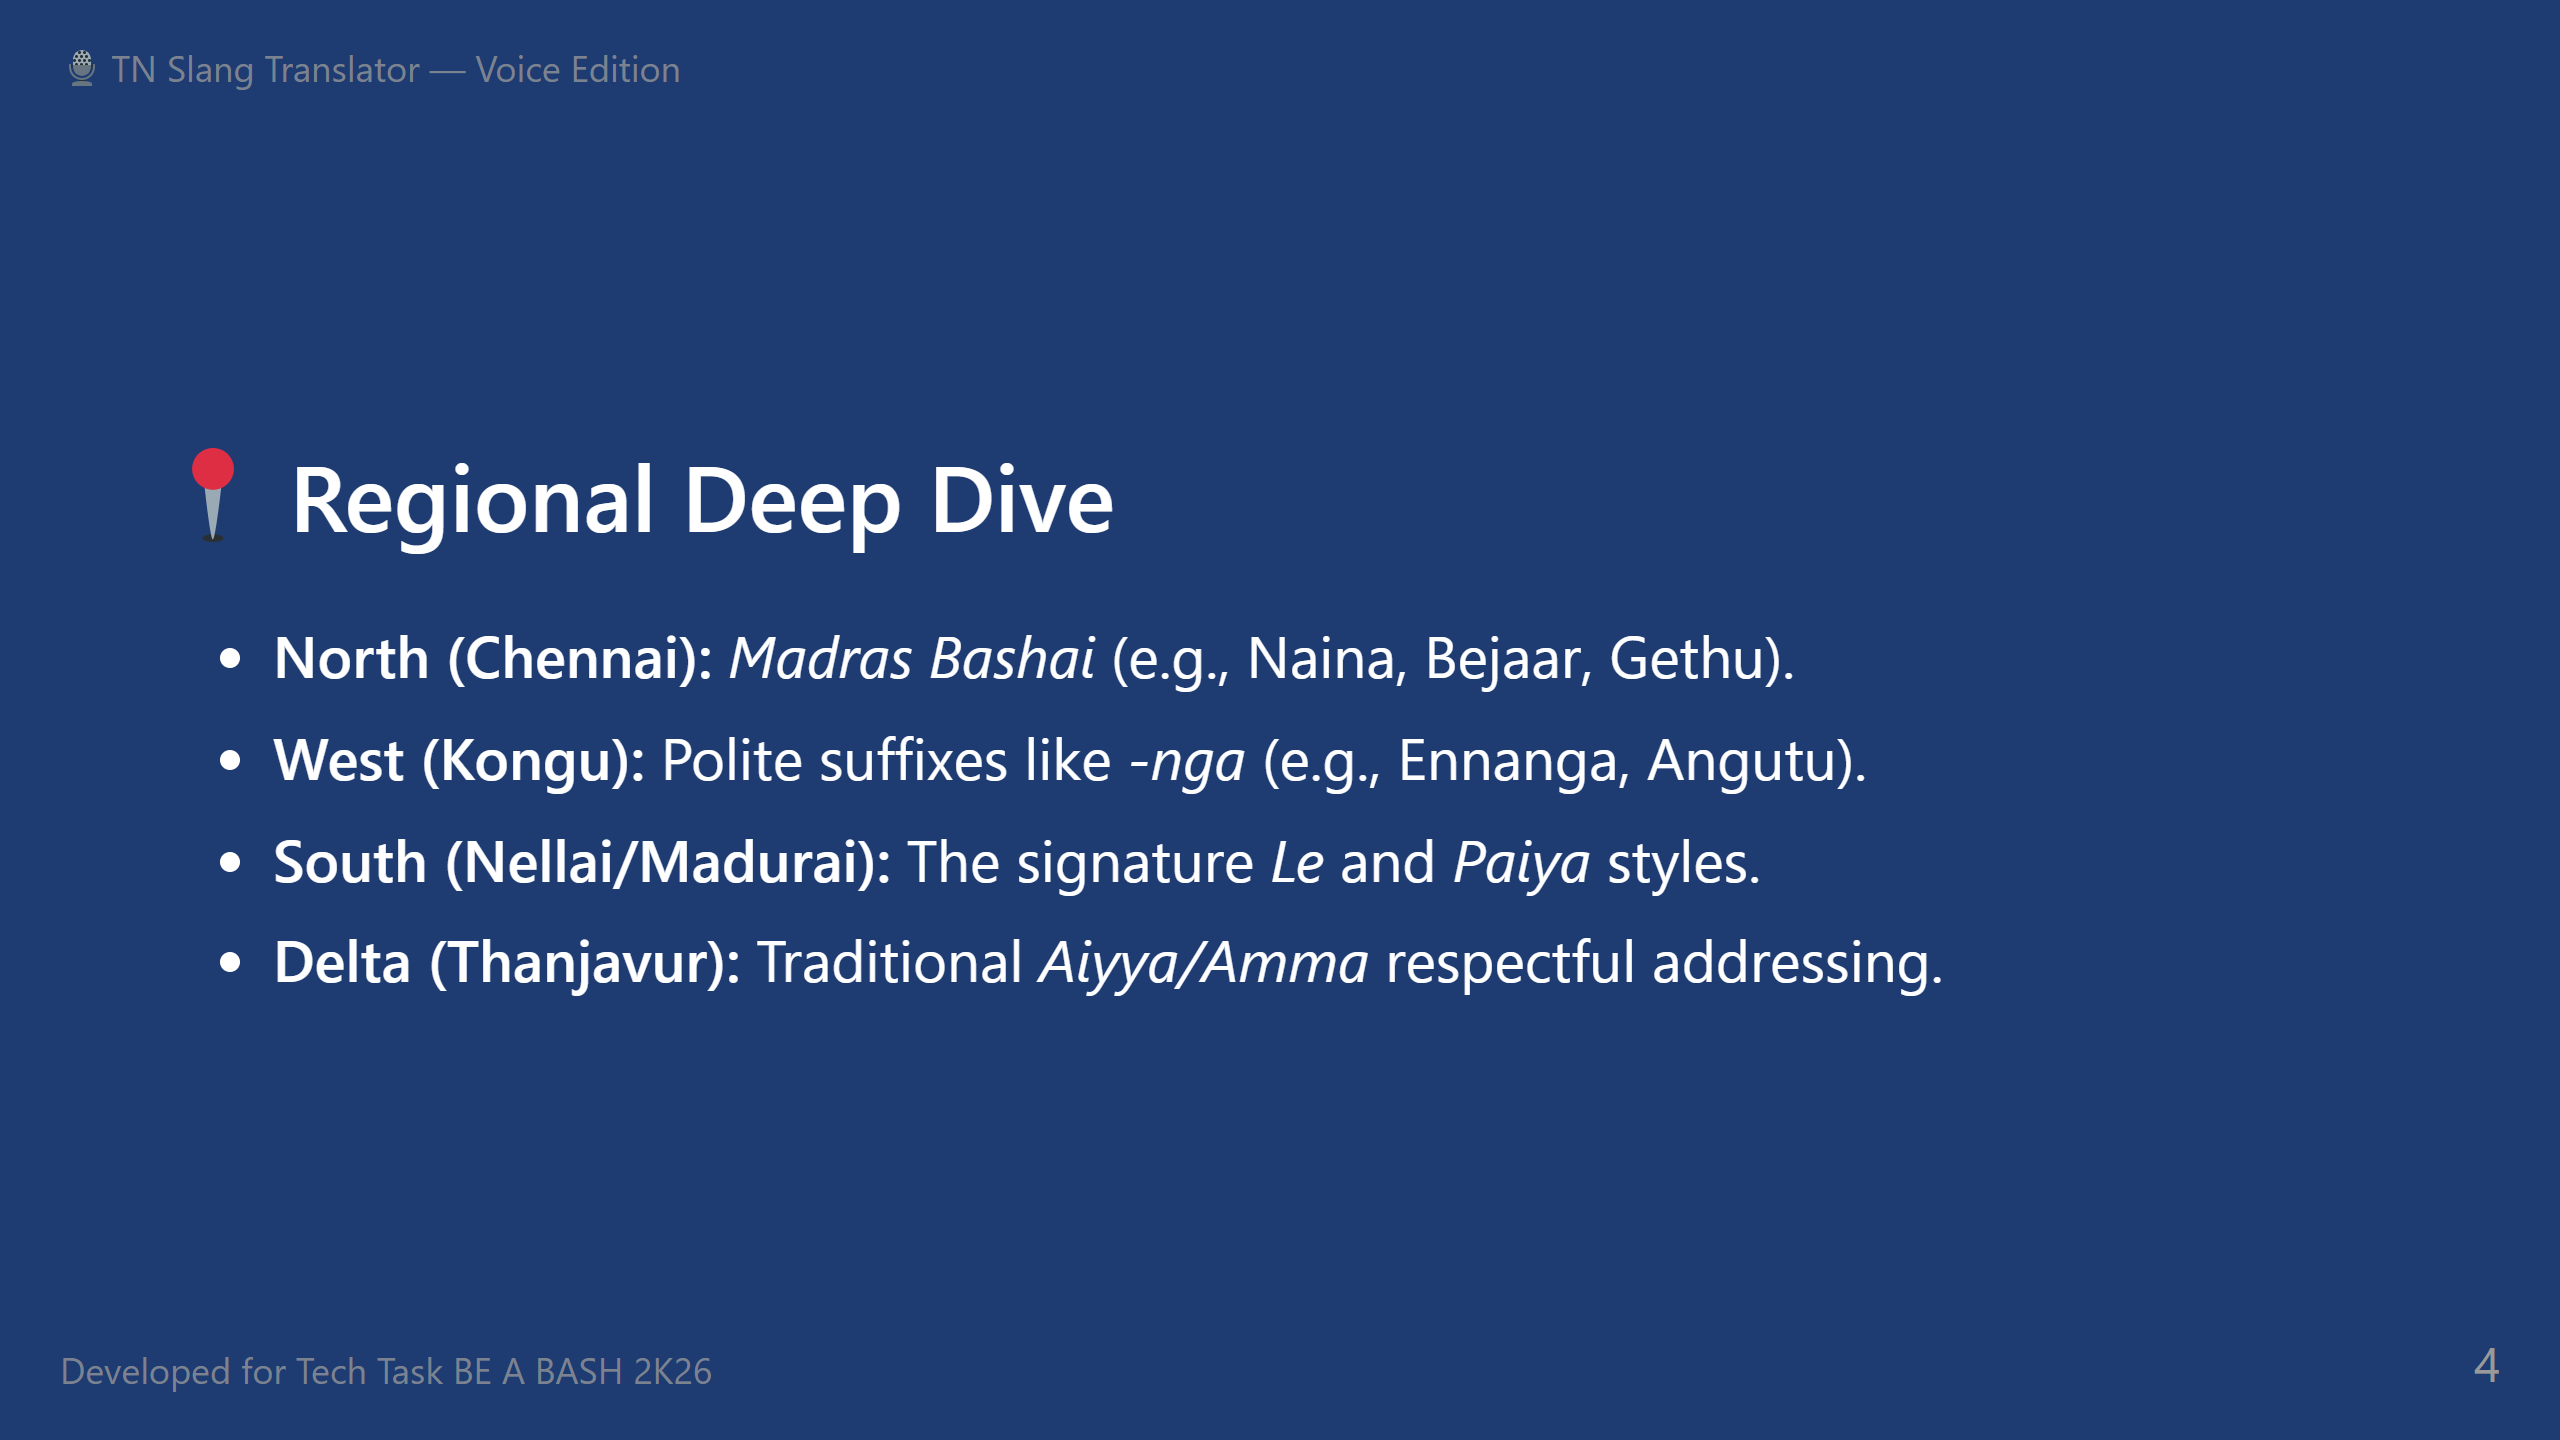 TN Slang Translator — Voice Edition
Regional Deep Dive
• North (Chennai): Madras Bashai (e.g., Naina, Bejaar, Gethu).
• West (Kongu): Polite suffixes like -nga (e.g., Ennanga, Angutu).
• South (Nellai/Madurai): The signature Le and Paiya styles.
• Delta (Thanjavur): Traditional Aiyya/Amma respectful addressing.
Developed for Tech Task BE A BASH 2K26
4